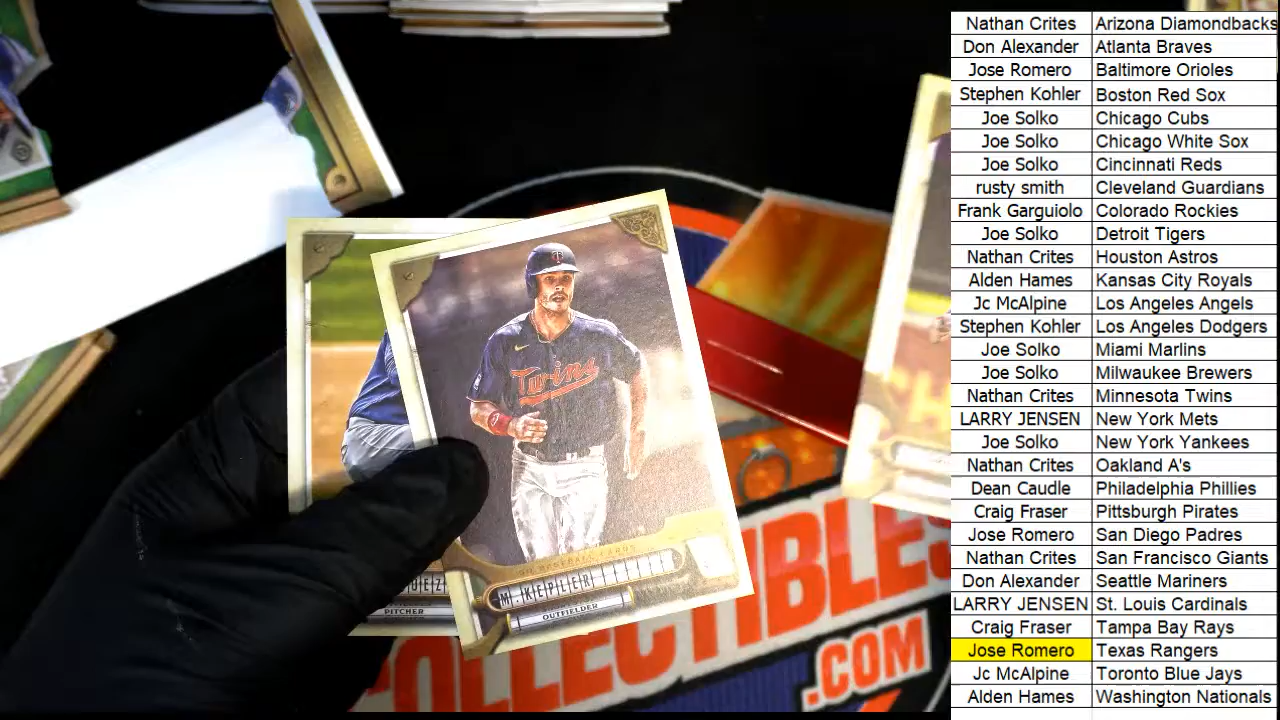 Nathan Crites Arizona Diamondbacks
Don Alexander Atlanta Braves
Jose Romero Baltimore Orioles
Stephen Kohler Boston Red Sox
Joe Solko Chicago Cubs
Joe Solko Chicago White Sox
Joe Solko Cincinnati Reds
rusty smith Cleveland Guardians
Frank Garguiolo Colorado Rockies
Joe Solko Detroit Tigers
Nathan Crites Houston Astros
Alden Hames Kansas City Royals
Jc McAlpine Los Angeles Angels
Stephen Kohler Los Angeles Dodgers
Joe Solko Miami Marlins
Joe Solko Milwaukee Brewers
Nathan Crites Minnesota Twins
LARRY JENSEN New York Mets
Joe Solko New York Yankees
Nathan Crites Oakland A's
Dean Caudle Philadelphia Phillies
Craig Fraser Pittsburgh Pirates
Jose Romero San Diego Padres
Nathan Crites San Francisco Giants
Don Alexander Seattle Mariners
LARRY JENSEN St. Louis Cardinals
Craig Fraser Tampa Bay Rays
Jose Romero Texas Rangers
Jc McAlpine Toronto Blue Jays
Alden Hames Washington Nationals
Twins
BASEBALL CARDS
M. KEPLER
OUTFIELDER
PITCHER
COLLECTIBLES
.COM